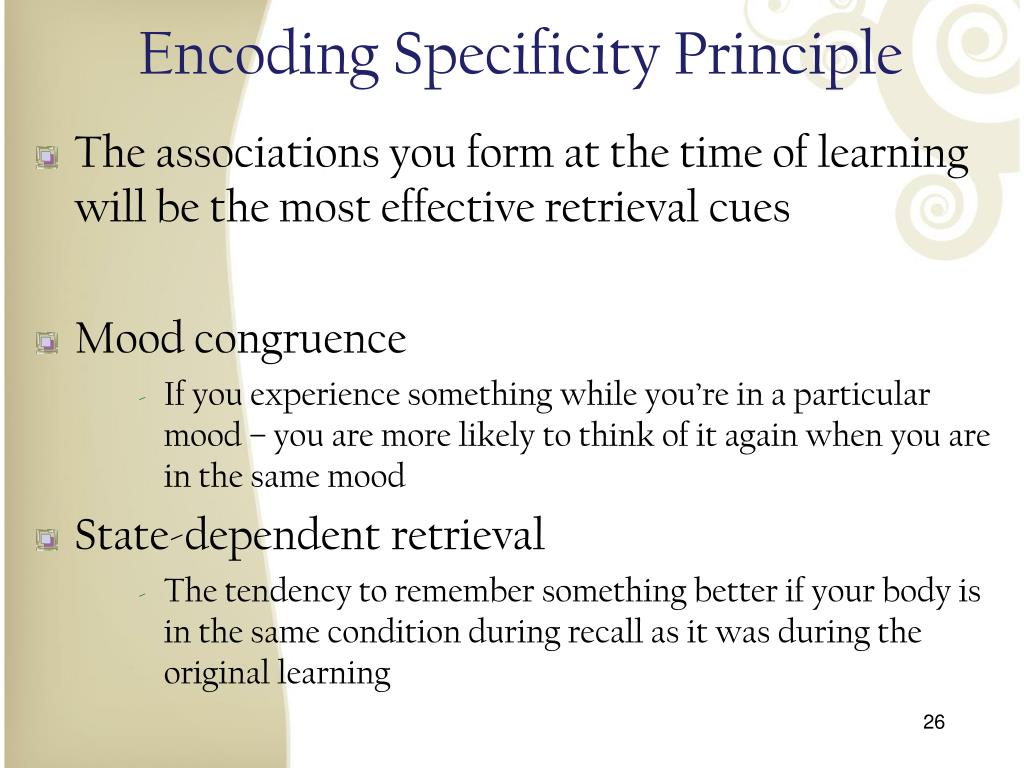 Encoding Specificity Principle
The associations you form at the time of learning
will be the most effective retrieval cues
Mood congruence
- If you experience something while you're in a particular
mood – you are more likely to think of it again when you are
in the same mood
State-dependent retrieval
- The tendency to remember something better if your body is
in the same condition during recall as it was during the
original learning
26